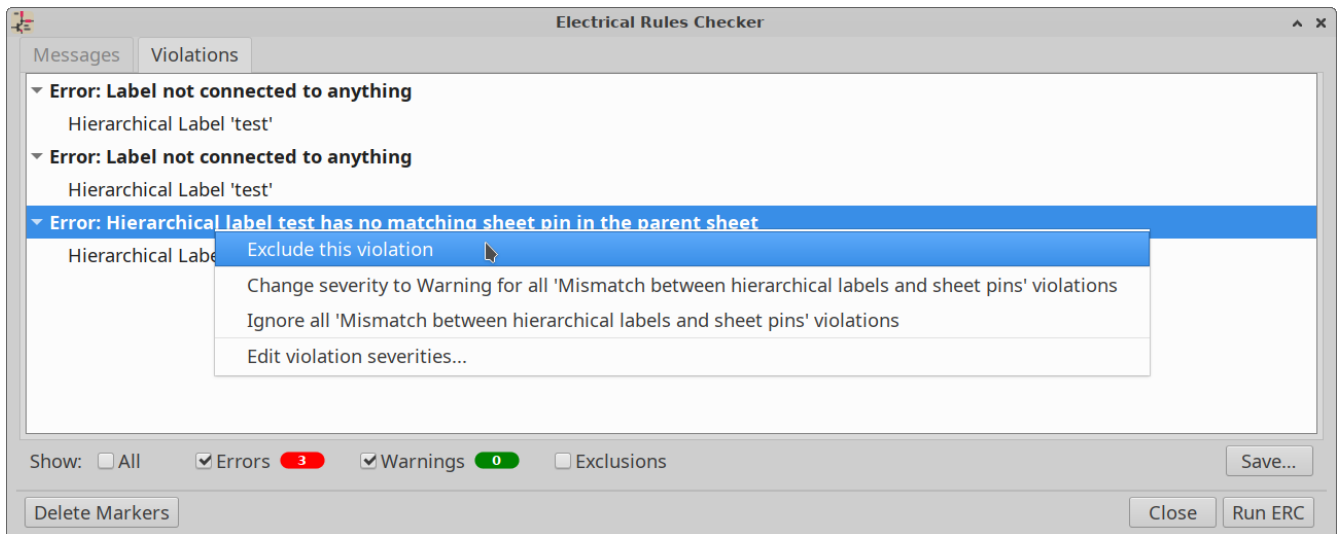 Electrical Rules Checker
Messages Violations
Error: Label not connected to anything
Hierarchical Label 'test'
Error: Label not connected to anything
Hierarchical Label 'test'
Error: Hierarchical label test has no matching sheet pin in the parent sheet
Hierarchical Labe
Exclude this violation
Change severity to Warning for all 'Mismatch between hierarchical labels and sheet pins' violations
Ignore all 'Mismatch between hierarchical labels and sheet pins' violations
Edit violation severities...
Show: All Errors 3 Warnings 0 Exclusions Save...
Delete Markers Close Run ERC